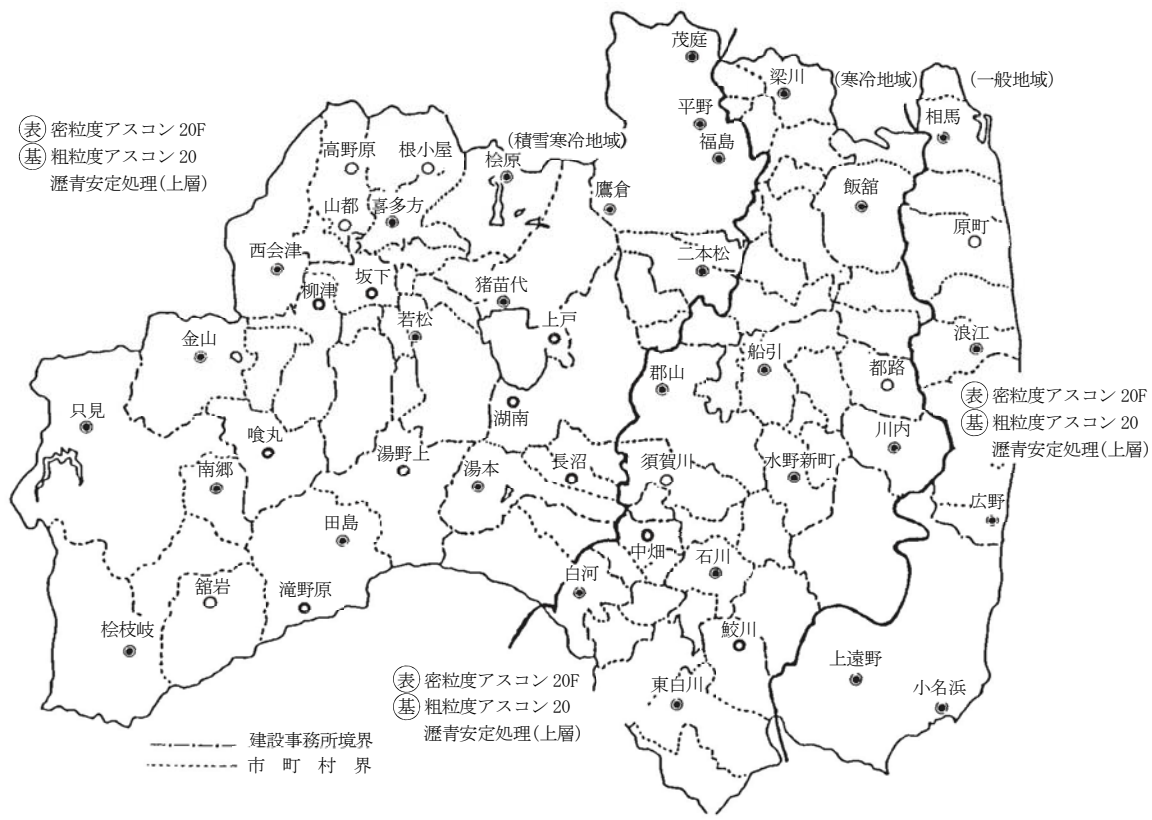 茂庭
梁川
(寒冷地域)
(一般地域)
平野
相馬
福島
表 密粒度アスコン 20F
基 粗粒度アスコン 20
瀝青安定処理(上層)
高野原
根小屋
(積雪寒冷地域)
桧原
鷹倉
飯舘
山都
喜多方
原町
西会津
坂下
二本松
柳津
猪苗代
若松
上戸
金山
船引
浪江
郡山
都路
只見
湖南
川内
表 密粒度アスコン 20F
基 粗粒度アスコン 20
瀝青安定処理(上層)
喰丸
湯野上
湯本
長沼
須賀川
水野新町
南郷
広野
田島
中畑
石川
白河
舘岩
滝野原
桧枝岐
鮫川
上遠野
東白川
小名浜
表 密粒度アスコン 20F
基 粗粒度アスコン 20
瀝青安定処理(上層)
建設事務所境界
市町村界